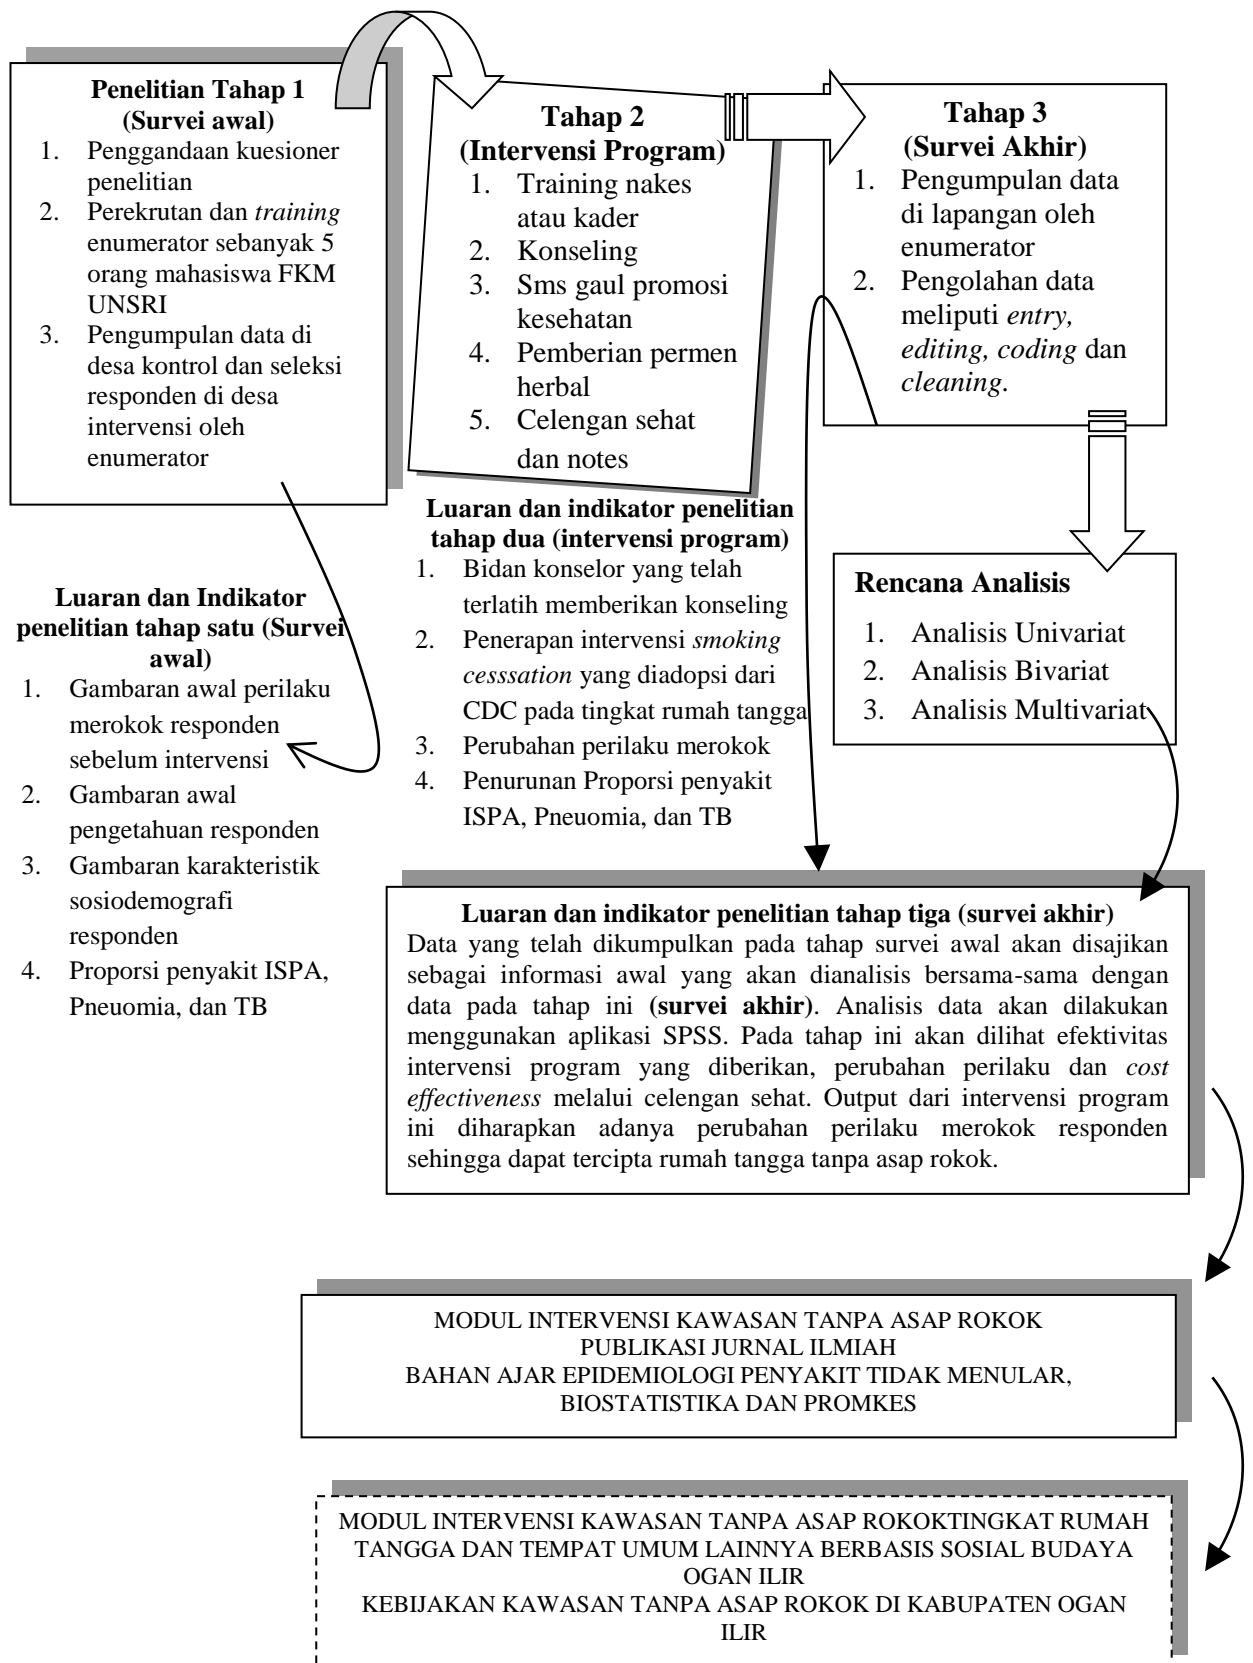 Penelitian Tahap 1
(Survei awal)
1. Penggandaan kuesioner
penelitian
2. Perekrutan dan training
enumerator sebanyak 5
orang mahasiswa FKM
UNSRI
3. Pengumpulan data di
desa kontrol dan seleksi
responden di desa
intervensi oleh
enumerator
Tahap 2
(Intervensi Program)
1. Training nakes
atau kader
2. Konseling
3. Sms gaul promosi
kesehatan
4. Pemberian permen
herbal
5. Celengan sehat
dan notes
Tahap 3
(Survei Akhir)
1. Pengumpulan data
di lapangan oleh
enumerator
2. Pengolahan data
meliputi entry,
editing, coding dan
cleaning.
Luaran dan Indikator
penelitian tahap satu (Survei
awal)
1. Gambaran awal perilaku
merokok responden
sebelum intervensi
2. Gambaran awal
pengetahuan responden
3. Gambaran karakteristik
sosiodemografi
responden
4. Proporsi penyakit ISPA,
Pneuomia, dan TB
Luaran dan indikator penelitian
tahap dua (intervensi program)
1. Bidan konselor yang telah
terlatih memberikan konseling
2. Penerapan intervensi smoking
cesssation yang diadopsi dari
CDC pada tingkat rumah tangga
3. Perubahan perilaku merokok
4. Penurunan Proporsi penyakit
ISPA, Pneuomia, dan TB
Rencana Analisis
1. Analisis Univariat
2. Analisis Bivariat
3. Analisis Multivariat
Luaran dan indikator penelitian tahap tiga (survei akhir)
Data yang telah dikumpulkan pada tahap survei awal akan disajikan
sebagai informasi awal yang akan dianalisis bersama-sama dengan
data pada tahap ini (survei akhir). Analisis data akan dilakukan
menggunakan aplikasi SPSS. Pada tahap ini akan dilihat efektivitas
intervensi program yang diberikan, perubahan perilaku dan cost
effectiveness melalui celengan sehat. Output dari intervensi program
ini diharapkan adanya perubahan perilaku merokok responden
sehingga dapat tercipta rumah tangga tanpa asap rokok.
MODUL INTERVENSI KAWASAN TANPA ASAP ROKOK
PUBLIKASI JURNAL ILMIAH
BAHAN AJAR EPIDEMIOLOGI PENYAKIT TIDAK MENULAR,
BIOSTATISTIKA DAN PROMKES
MODUL INTERVENSI KAWASAN TANPA ASAP ROKOKTINGKAT RUMAH
TANGGA DAN TEMPAT UMUM LAINNYA BERBASIS SOSIAL BUDAYA
OGAN ILIR
KEBIJAKAN KAWASAN TANPA ASAP ROKOK DI KABUPATEN OGAN
ILIR